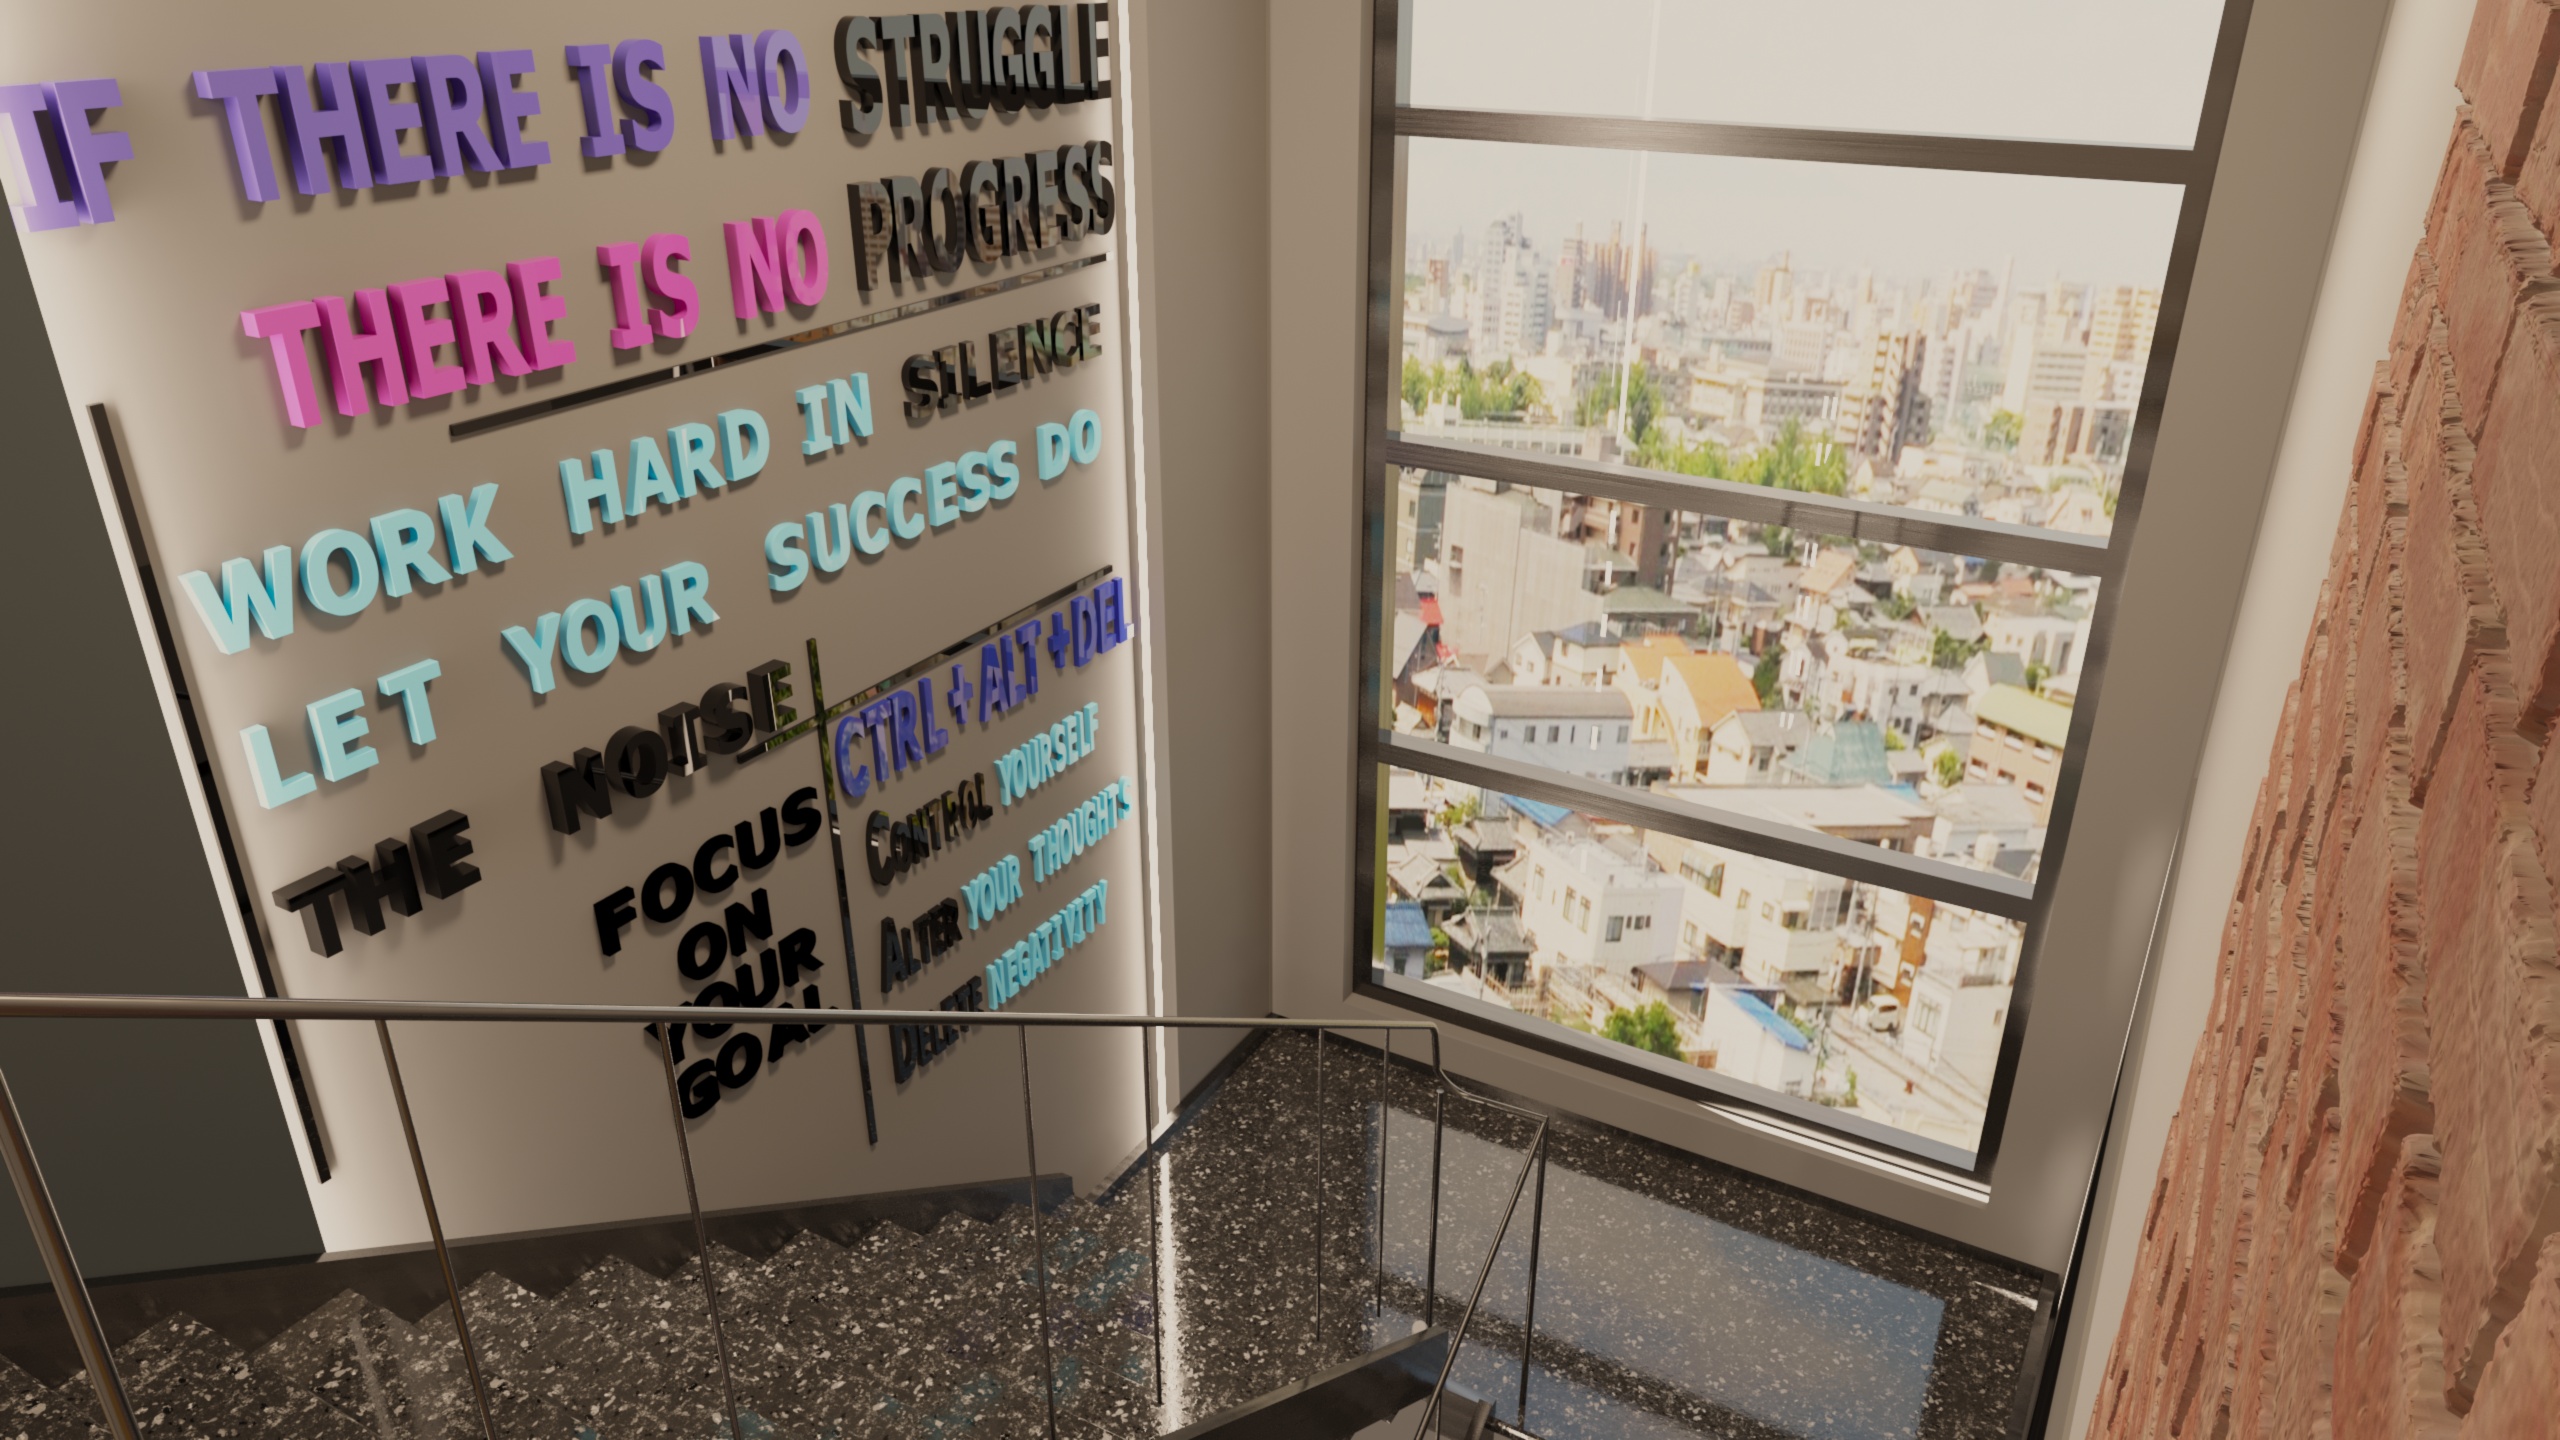 IF THERE IS NO STRUGGLE
THERE IS NO PROGRESS
WORK HARD IN SILENCE
LET YOUR SUCCESS DO
THE NOISE
FOCUS
ON
YOUR
GOAL
CTRL+ALT+DEL
CONTROL YOURSELF
ALTER YOUR THOUGHTS
DELETE NEGATIVITY